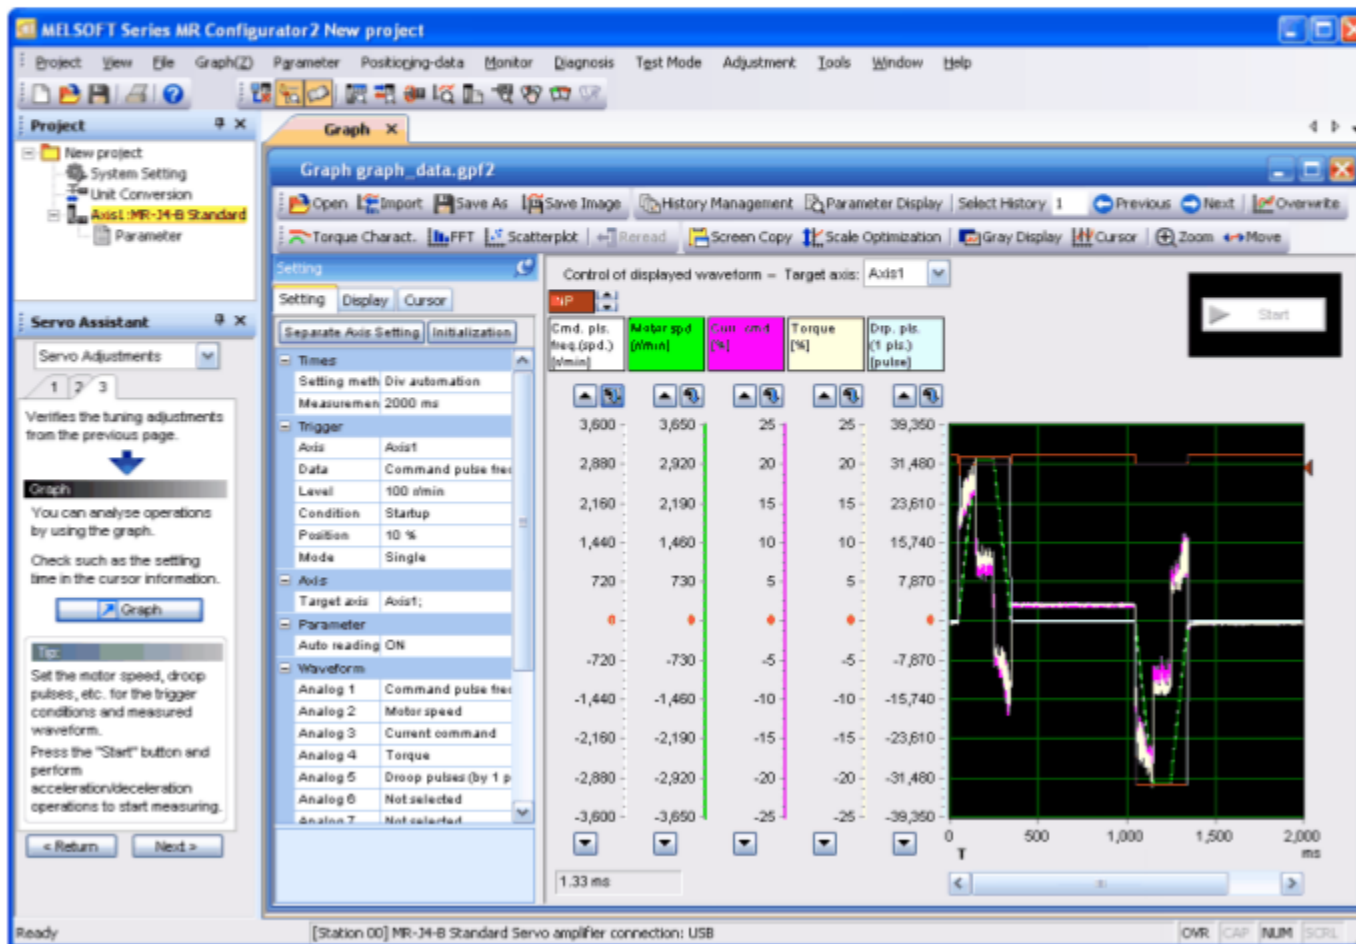 MELSOFT Series MR Configurator2 New project
Project View File Graph(Z) Parameter Positioning-data Monitor Diagnosis Test Mode Adjustment Tools Window Help
Project
New project
System Setting
Unit Conversion
Axis1:MR-J4-B Standard
Parameter
Servo Assistant
Servo Adjustments
1 2 3
Verifies the tuning adjustments
from the previous page.
Graph
You can analyse operations
by using the graph.
Check such as the settling
time in the cursor information.
Graph
Tip:
Set the motor speed, droop
pulses, etc. for the trigger
conditions and measured
waveform.
Press the "Start" button and
perform
acceleration/deceleration
operations to start measuring.
< Return Next >
Graph
Graph graph_data.gpf2
Open Import Save As Save Image History Management Parameter Display Select History 1 Previous Next Overwrite
Torque Charact. FFT Scatterplot Reread Screen Copy Scale Optimization Gray Display Cursor Zoom Move
Setting
Setting Display Cursor
Separate Axis Setting Initialization
Times
Setting meth Div automation
Measuremen 2000 ms
Trigger
Axis Axis1
Data Command pulse fre
Level 100 r/min
Condition Startup
Position 10 %
Mode Single
Axis
Target axis Axis1;
Parameter
Auto reading ON
Waveform
Analog 1 Command pulse fre
Analog 2 Motor speed
Analog 3 Current command
Analog 4 Torque
Analog 5 Droop pulses (by 1 p
Analog 6 Not selected
Analog 7 Not selected
Control of displayed waveform – Target axis: Axis1
INP
Start
Cmd. pls.
freq.(spd.)
[r/min]
Motor spd
[r/min]
Curr. cmd
[%]
Torque
[%]
Drp. pls.
(1 pls.)
[pulse]
3,600 3,650 25 25 39,350
2,880 2,920 20 20 31,480
2,160 2,190 15 15 23,610
1,440 1,460 10 10 15,740
720 730 5 5 7,870
0 0 0 0 0
-720 -730 -5 -5 -7,870
-1,440 -1,460 -10 -10 -15,740
-2,160 -2,190 -15 -15 -23,610
-2,880 -2,920 -20 -20 -31,480
-3,600 -3,650 -25 -25 -39,350
0 500 1,000 1,500 2,000
T ms
1.33 ms
Ready [Station 00] MR-J4-B Standard Servo amplifier connection: USB OVR CAP NUM SCRL